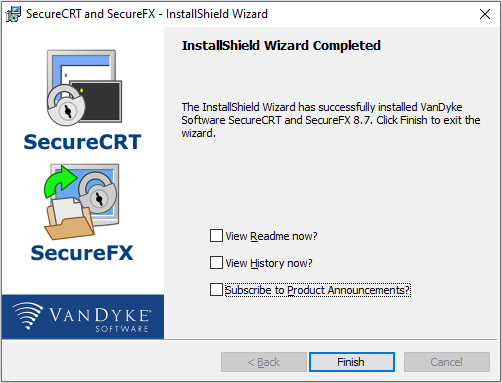 SecureCRT and SecureFX - InstallShield Wizard
InstallShield Wizard Completed
The InstallShield Wizard has successfully installed VanDyke
Software SecureCRT and SecureFX 8.7. Click Finish to exit the
wizard.
SecureCRT
SecureFX
View Readme now?
View History now?
Subscribe to Product Announcements?
VANDYKE
SOFTWARE
< Back
Finish
Cancel